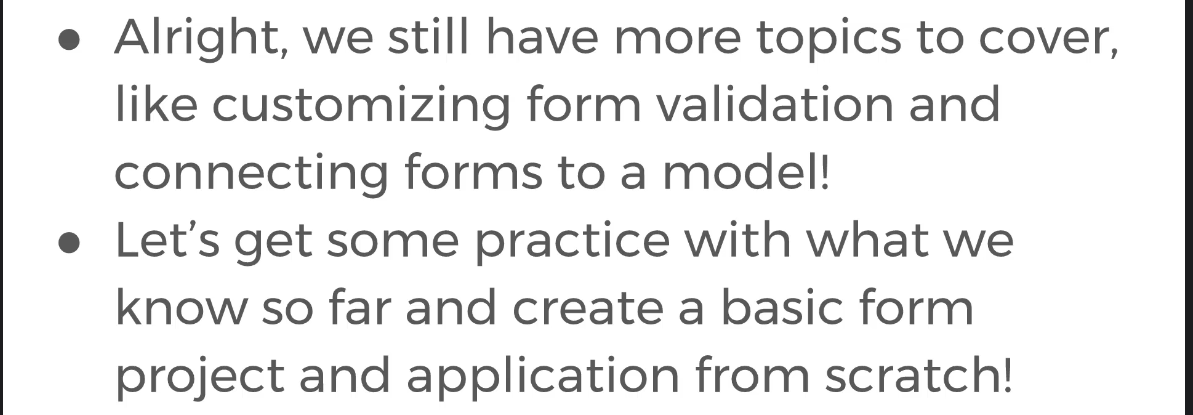 ● Alright, we still have more topics to cover,
like customizing form validation and
connecting forms to a model!
● Let’s get some practice with what we
know so far and create a basic form
project and application from scratch!